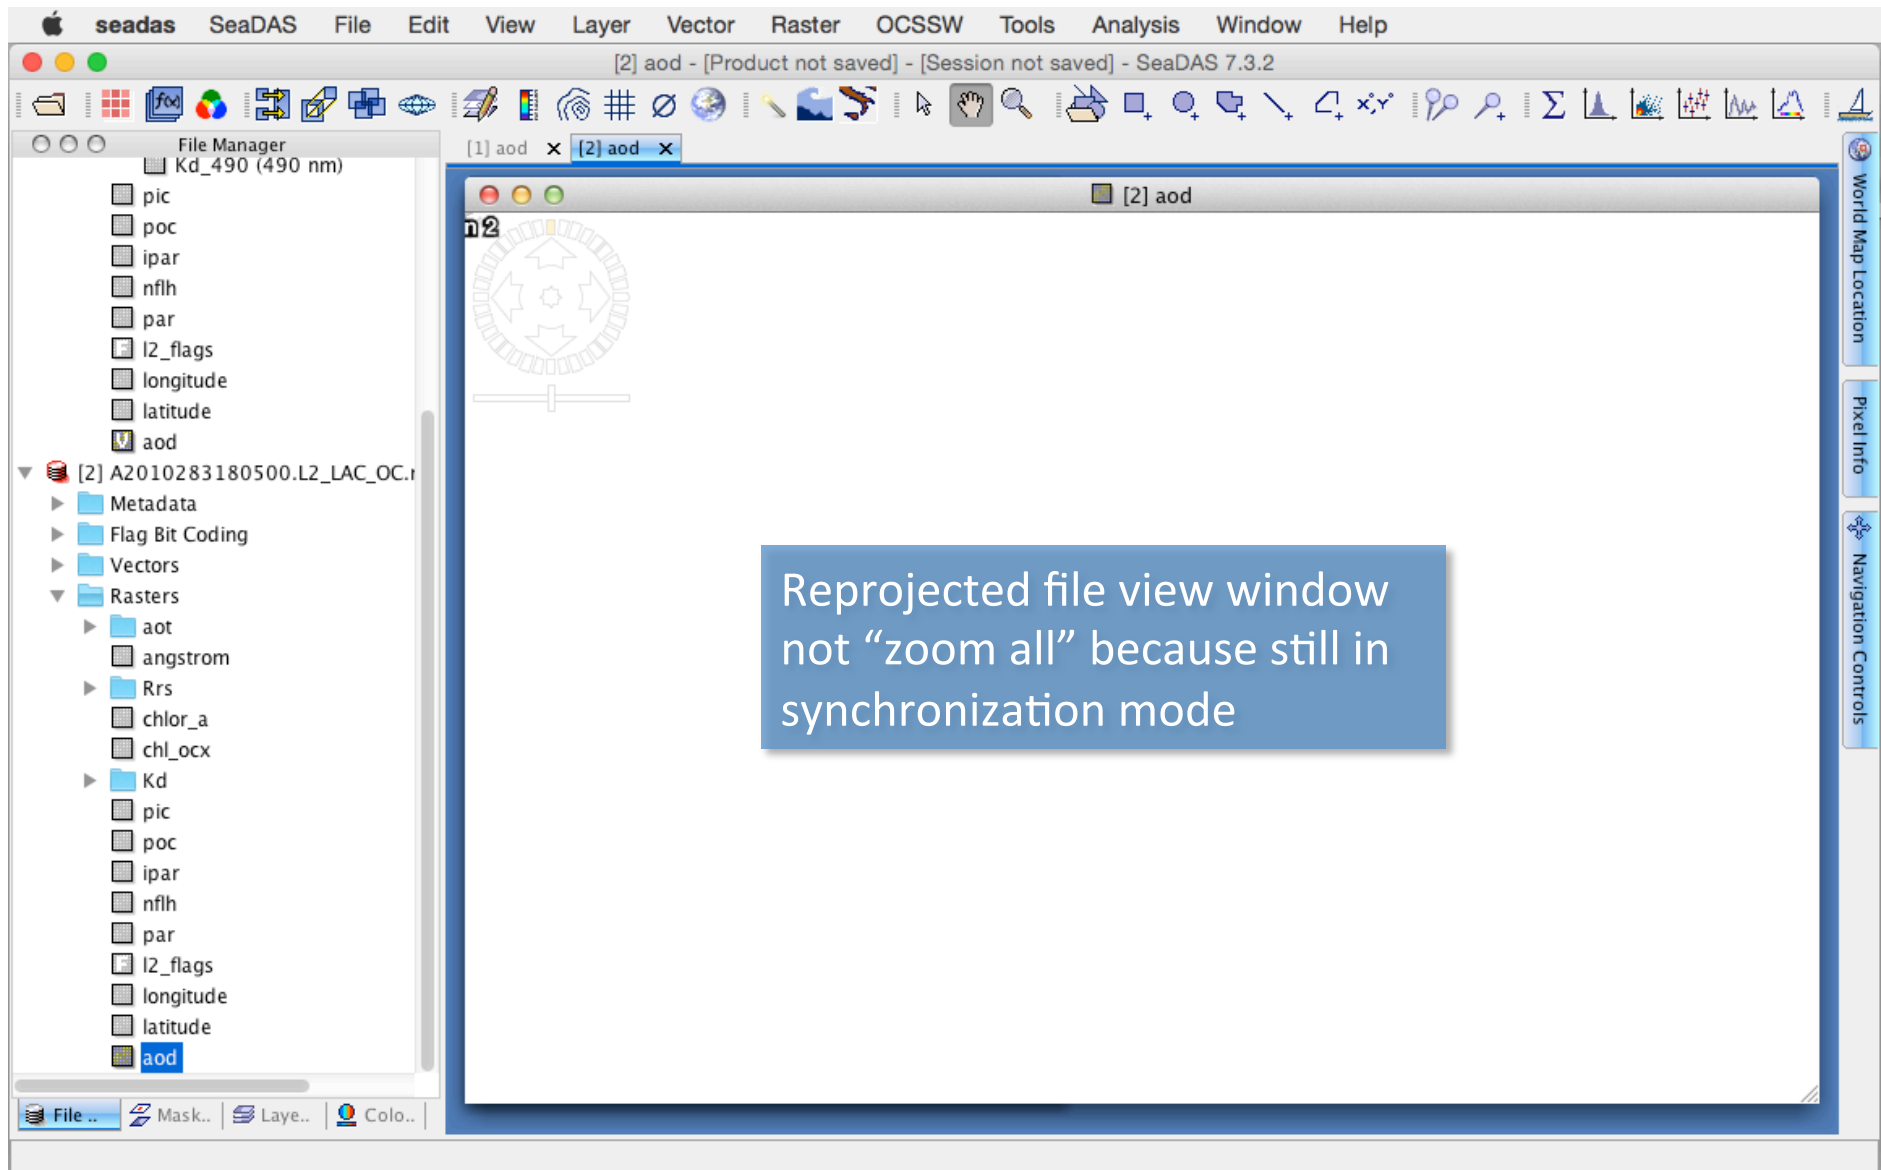 seadas SeaDAS File Edit View Layer Vector Raster OCSSW Tools Analysis Window Help
[2] aod - [Product not saved] - [Session not saved] - SeaDAS 7.3.2
File Manager
[1] aod
[2] aod
Kd_490 (490 nm)
pic
poc
ipar
nflh
par
l2_flags
longitude
latitude
aod
[2] A2010283180500.L2_LAC_OC.
Metadata
Flag Bit Coding
Vectors
Rasters
aot
angstrom
Rrs
chlor_a
chl_ocx
Kd
pic
poc
ipar
nflh
par
l2_flags
longitude
latitude
aod
File ..
Mask..
Laye..
Colo..
[2] aod
n2
Reprojected file view window
not “zoom all” because still in
synchronization mode
World Map Location
Pixel Info
Navigation Controls